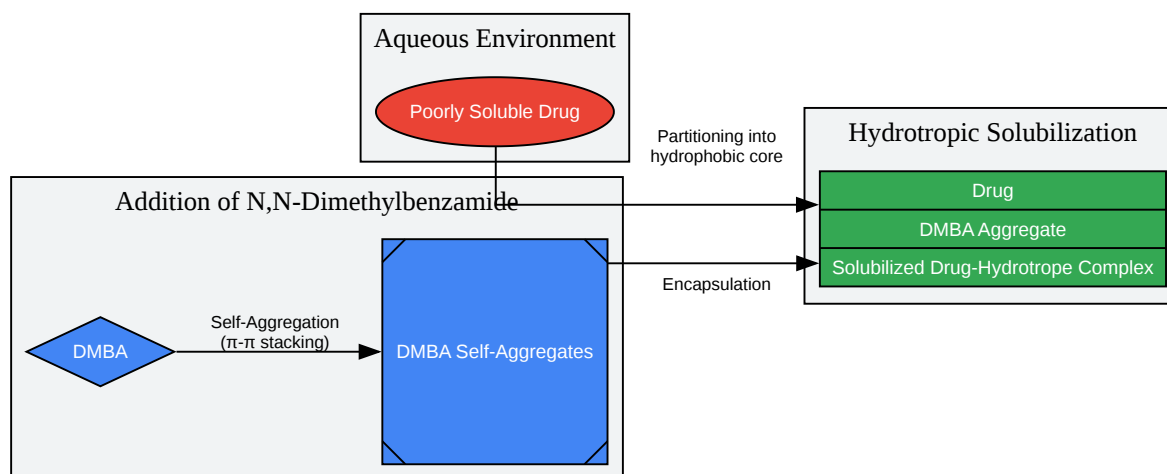 Aqueous Environment
Poorly Soluble Drug
Partitioning into
hydrophobic core
Hydrotropic Solubilization
Drug
DMBA Aggregate
Solubilized Drug-Hydrotrope Complex
Addition of N,N-Dimethylbenzamide
Encapsulation
Self-Aggregation
(π-π stacking)
DMBA
DMBA Self-Aggregates